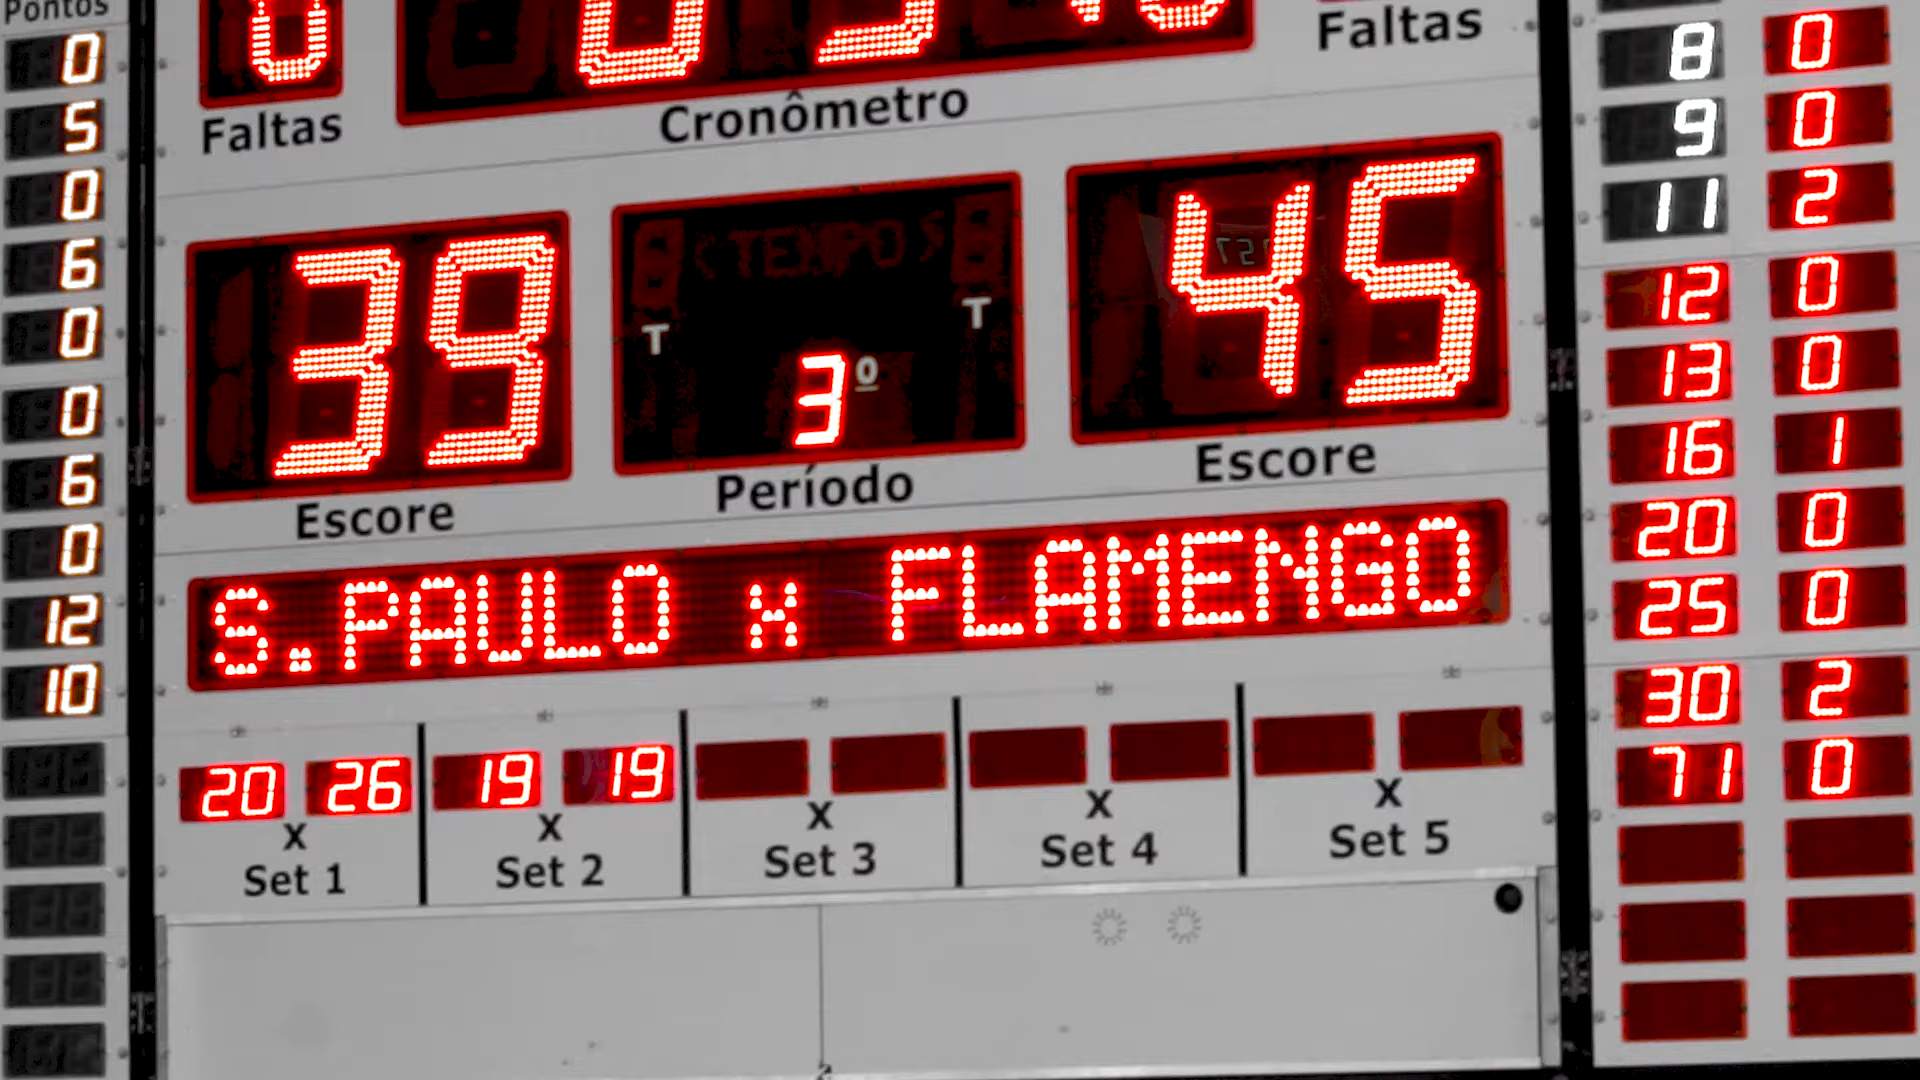 Pontos
0
5
0
6
0
0
6
0
12
10
Faltas
Cronômetro
Faltas
39
Escore
TEMPO
T
T
3º
Período
45
Escore
S.PAULO x FLAMENGO
20 26
X
Set 1
19 19
X
Set 2
X
Set 3
X
Set 4
X
Set 5
8 0
9 0
11 2
12 0
13 0
16 1
20 0
25 0
30 2
71 0